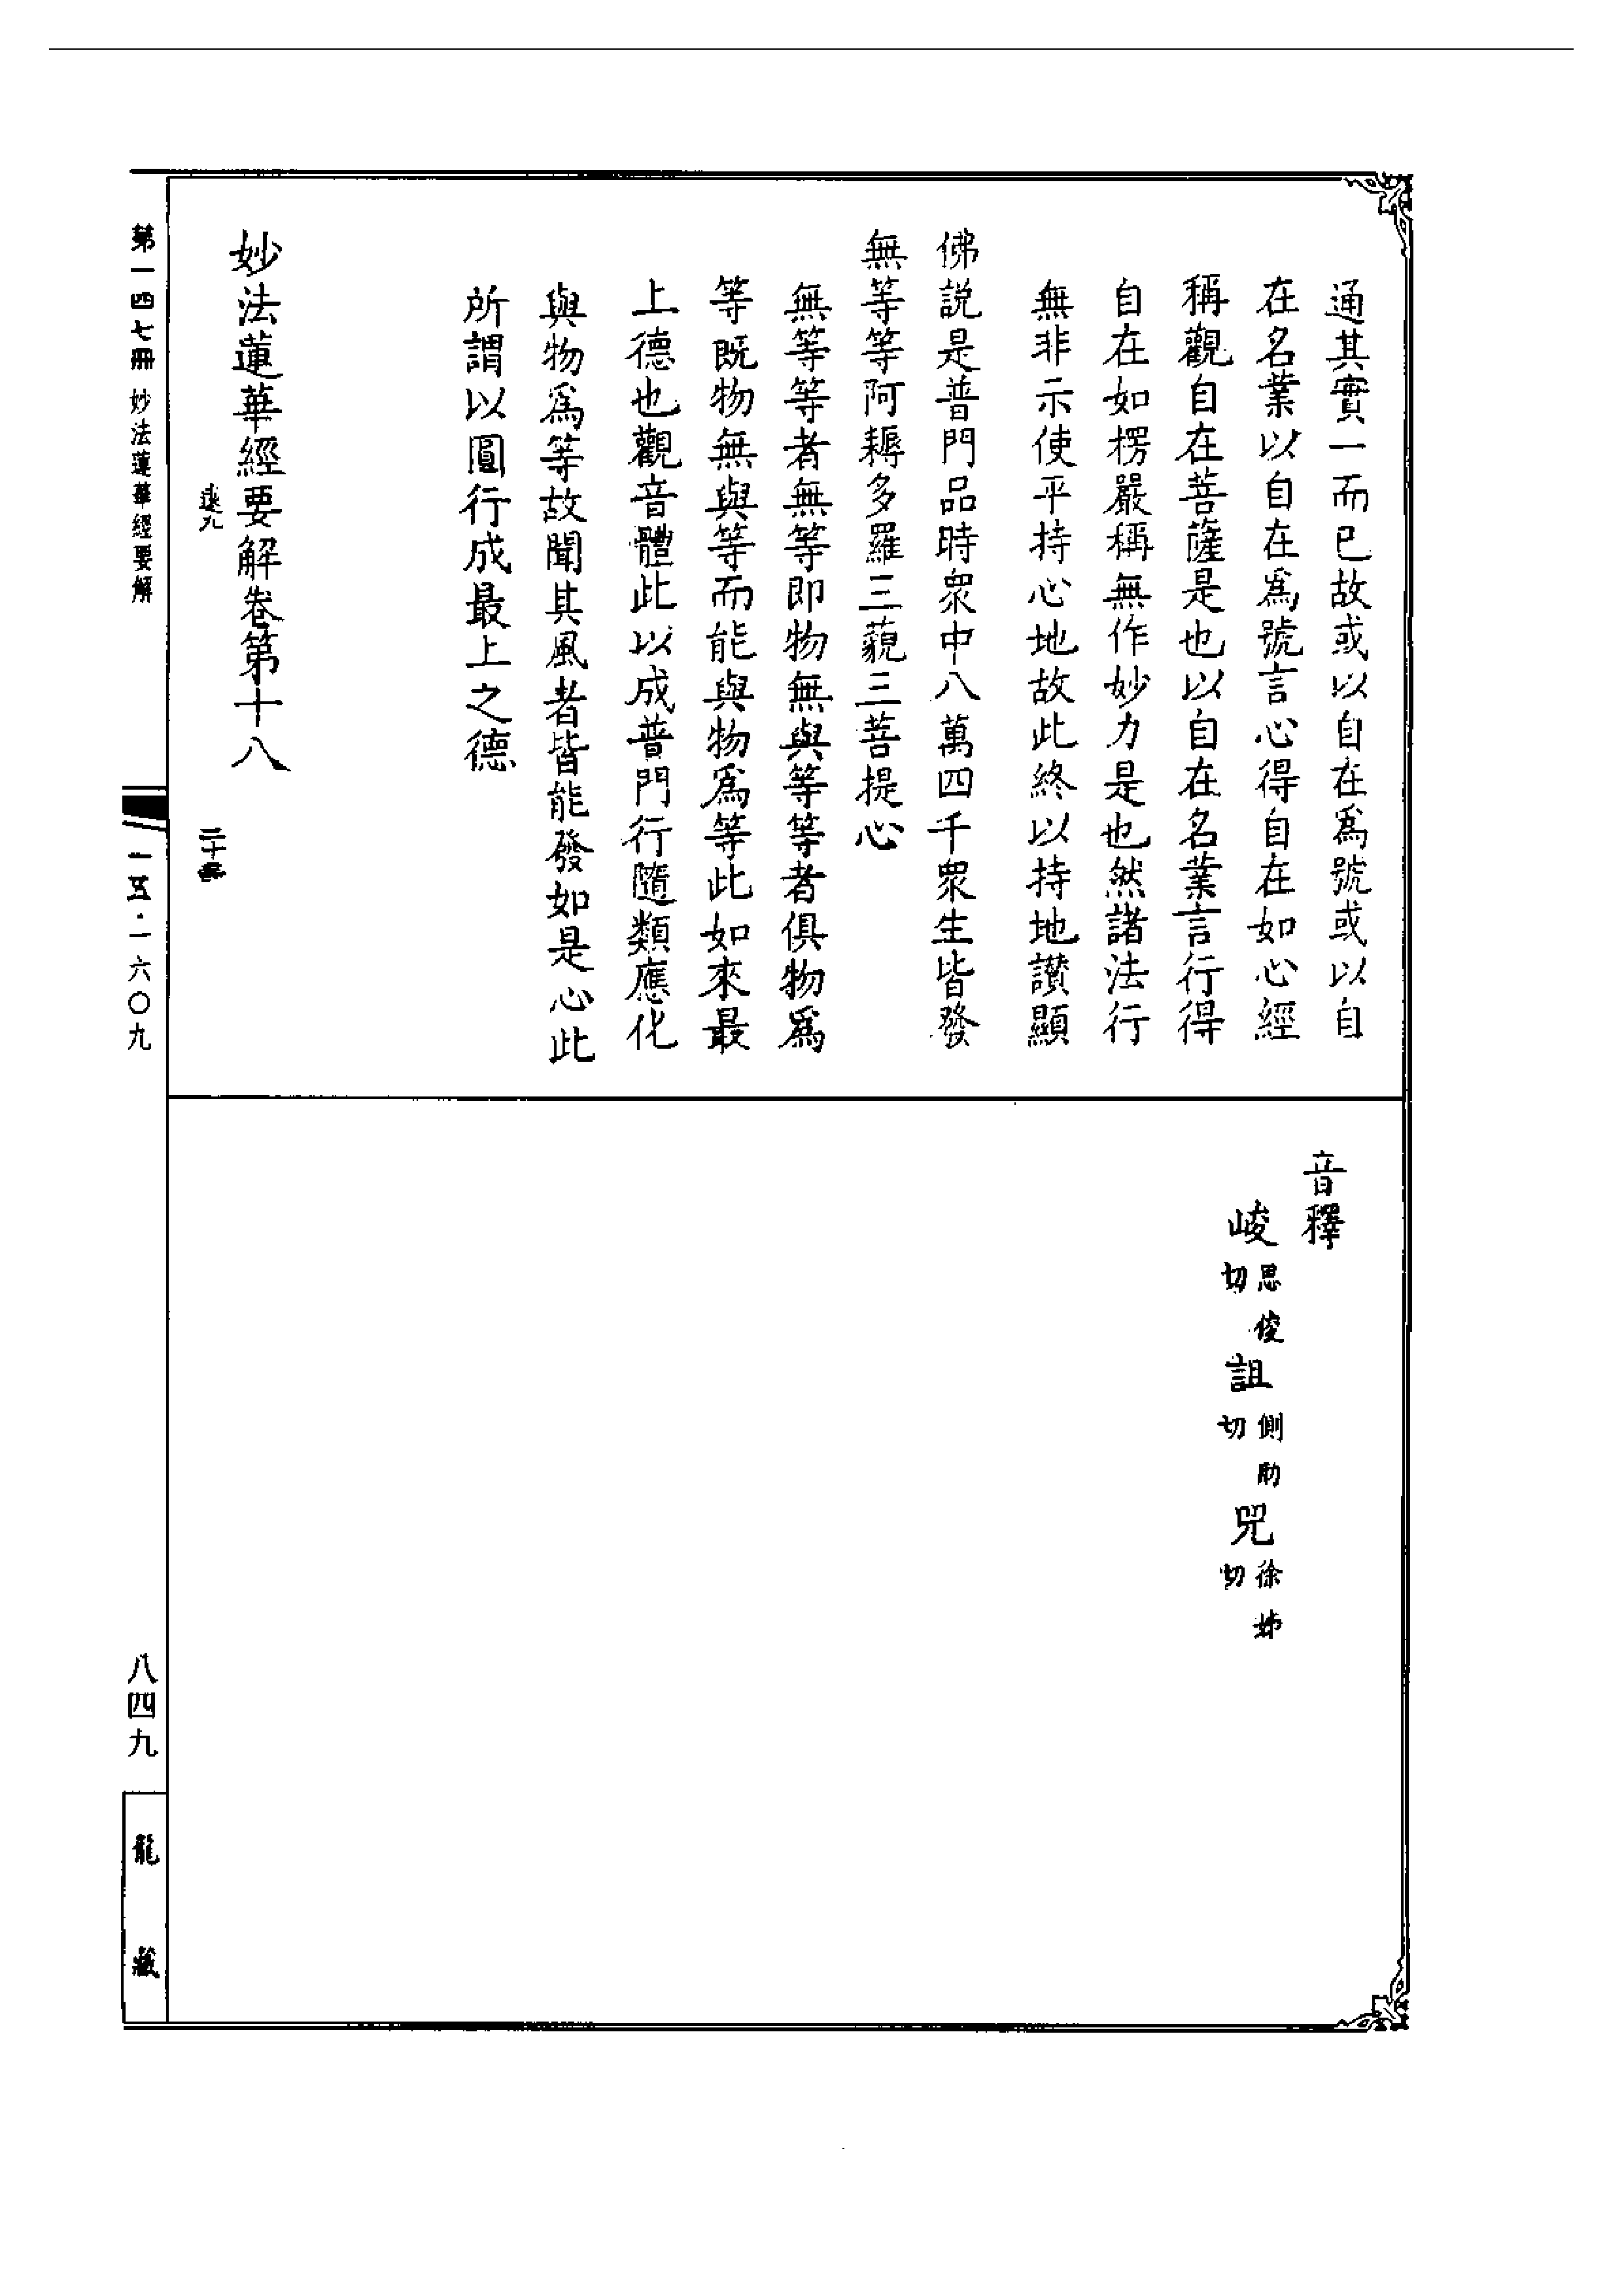 通其實一而已故或以自在爲號或以自
在名業以自在爲號言心得自在如心經
稱觀自在菩薩是也以自在名業言行得
自在如楞嚴稱無作妙力是也然諸法行
無非示使平持心地故此終以持地讃顯
佛說是普門品時衆中八萬四千衆生皆發
無等等阿耨多羅三藐三菩提心
無等等者無等即物無與等等者俱物爲
等既物無與等而能與物爲等此如來最
上德也觀音體此以成普門行隨類應化
與物爲等故聞其風者皆能發如是心此
所謂以圓行成最上之德
妙法蓮華經要解卷第十八
遠九
音釋
峻思俊切詛側助切兕徐姊切
第一四七冊 妙法蓮華經要解
一五·一六〇九
八四九
龍藏